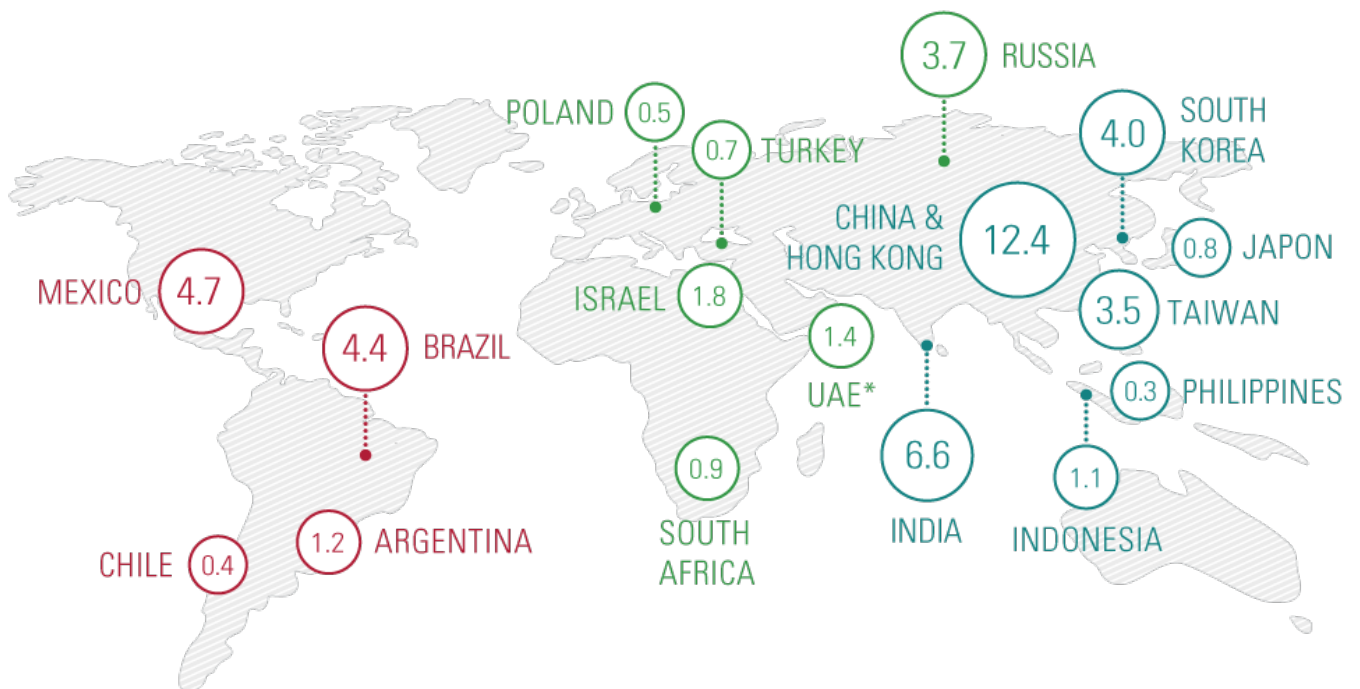 3.7
RUSSIA
POLAND
0.5
0.7
TURKEY
4.0
SOUTH
KOREA
CHINA &
HONG KONG
12.4
0.8
JAPON
MEXICO
4.7
ISRAEL
1.8
1.4
UAE*
3.5
TAIWAN
4.4
BRAZIL
0.3
PHILIPPINES
6.6
INDIA
0.9
SOUTH
AFRICA
1.1
INDONESIA
CHILE
0.4
1.2
ARGENTINA